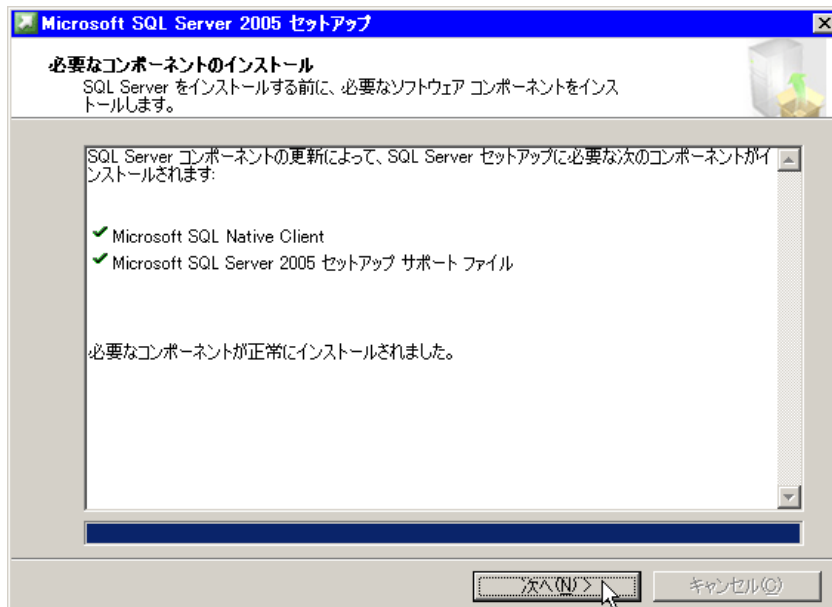 Microsoft SQL Server 2005 セットアップ
必要なコンポーネントのインストール
SQL Server をインストールする前に、必要なソフトウェア コンポーネントをインス
トールします。
SQL Server コンポーネントの更新によって、SQL Server セットアップに必要な次のコンポーネントがイ
ンストールされます:
Microsoft SQL Native Client
Microsoft SQL Server 2005 セットアップ サポート ファイル
必要なコンポーネントが正常にインストールされました。
次へ(N) >
キャンセル(C)